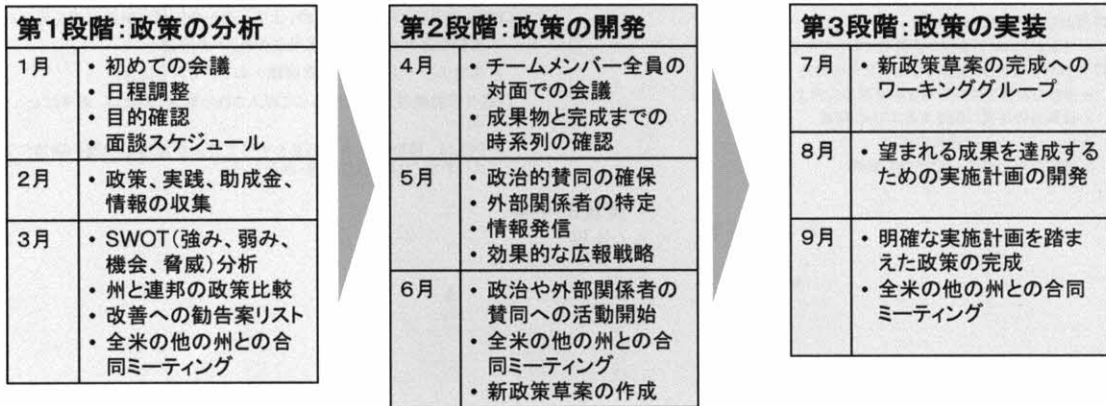 第1段階：政策の分析
1月
・初めての会議
・日程調整
・目的確認
面談スケジュール
2月
・政策、実践、助成金、
情報の収集
3月
・SWOT（強み、弱み、
機会、脅威）分析
・州と連邦の政策比較
・改善への勧告案リスト
・全米の他の州との合
同ミーティング
第2段階：政策の開発
4月
・チームメンバー全員の
対面での会議
・成果物と完成までの
時系列の確認
5月
・政治的賛同の確保
・外部関係者の特定
・情報発信
・効果的な広報戦略
6月
・政治や外部関係者の
賛同への活動開始
・全米の他の州との合
同ミーティング
・新政策草案の作成
第3段階：政策の実装
7月
・新政策草案の完成への
ワーキンググループ
8月
・望まれる成果を達成する
ための実施計画の開発
9月
・明確な実施計画を踏ま
えた政策の完成
・全米の他の州との合同
ミーティング